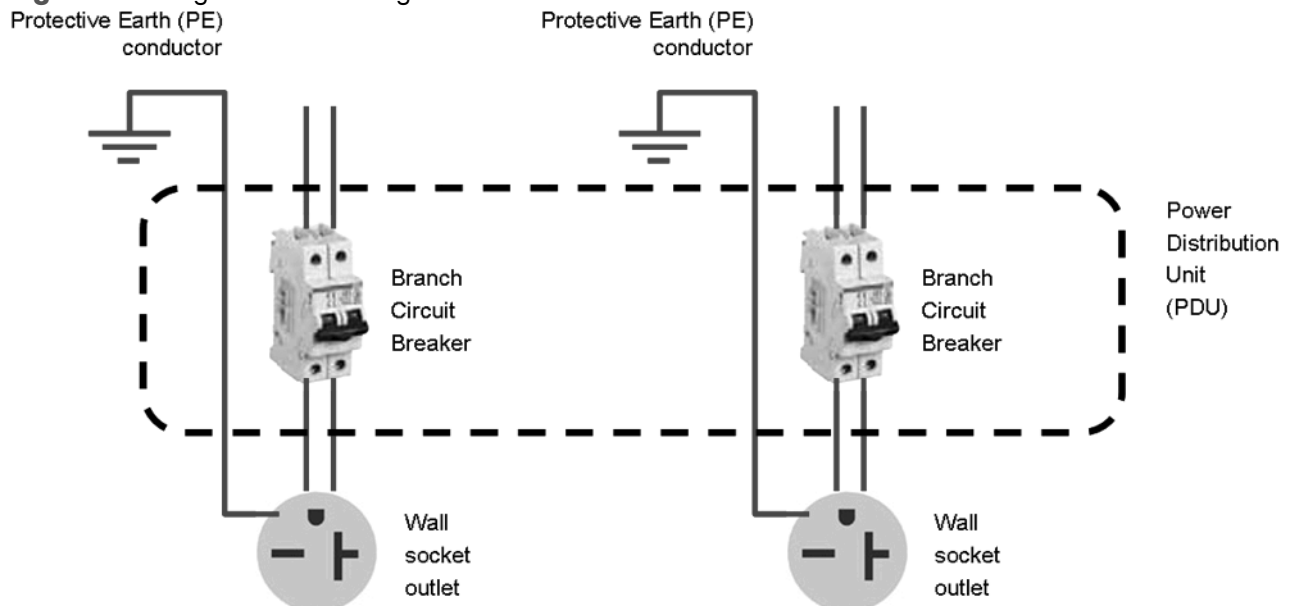 Protective Earth (PE)
conductor
Protective Earth (PE)
conductor
Power
Distribution
Unit
(PDU)
Branch
Circuit
Breaker
Branch
Circuit
Breaker
Wall
socket
outlet
Wall
socket
outlet